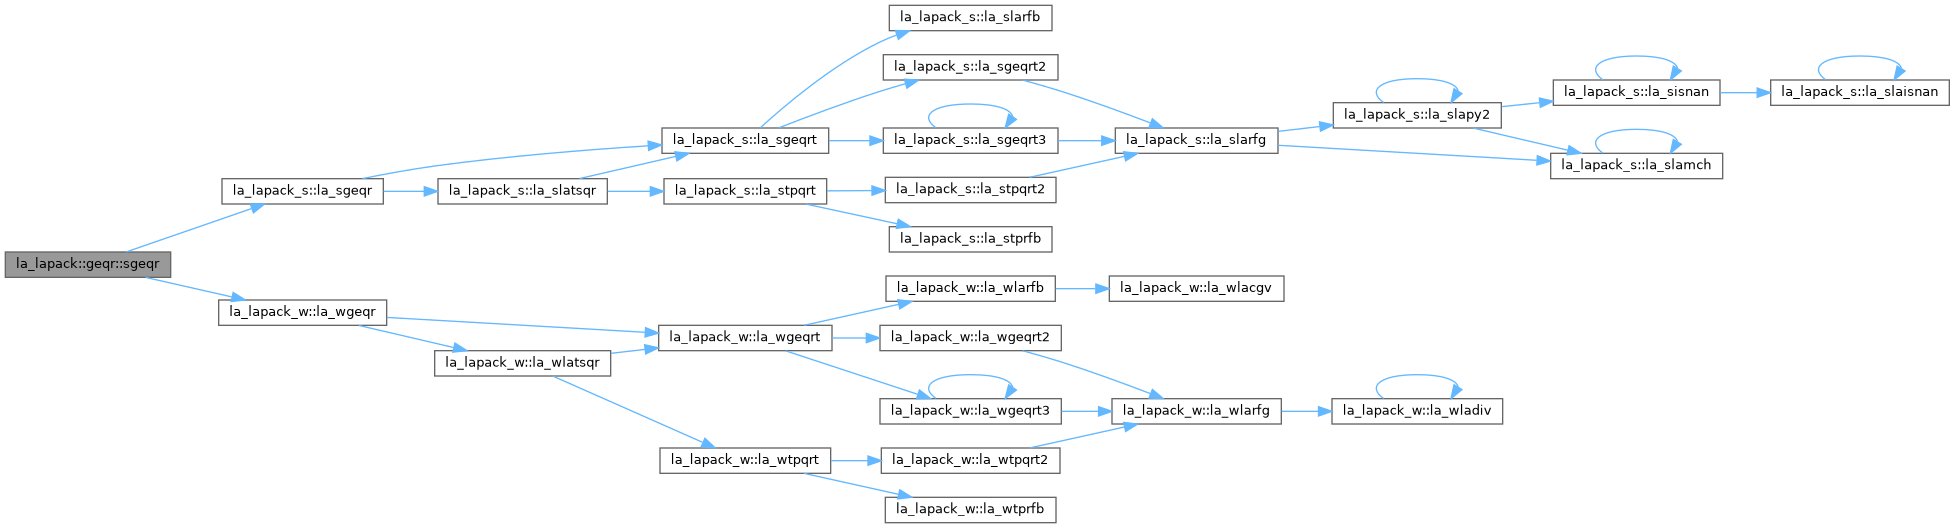 la_lapack_s::la_slarfb
la_lapack_s::la_sgeqrt2
la_lapack_s::la_sisnan
la_lapack_s::la_slaisnan
la_lapack_s::la_slapy2
la_lapack_s::la_sgeqrt
la_lapack_s::la_sgeqrt3
la_lapack_s::la_slarfg
la_lapack_s::la_slamch
la_lapack_s::la_sgeqr
la_lapack_s::la_slatsqr
la_lapack_s::la_stpqrt
la_lapack_s::la_stpqrt2
la_lapack_s::la_stprfb
la_lapack::geqr::sgeqr
la_lapack_w::la_wlarfb
la_lapack_w::la_wlacgv
la_lapack_w::la_wgeqr
la_lapack_w::la_wgeqrt
la_lapack_w::la_wgeqrt2
la_lapack_w::la_wlatsqr
la_lapack_w::la_wgeqrt3
la_lapack_w::la_wlarfg
la_lapack_w::la_wladiv
la_lapack_w::la_wtpqrt
la_lapack_w::la_wtpqrt2
la_lapack_w::la_wtprfb